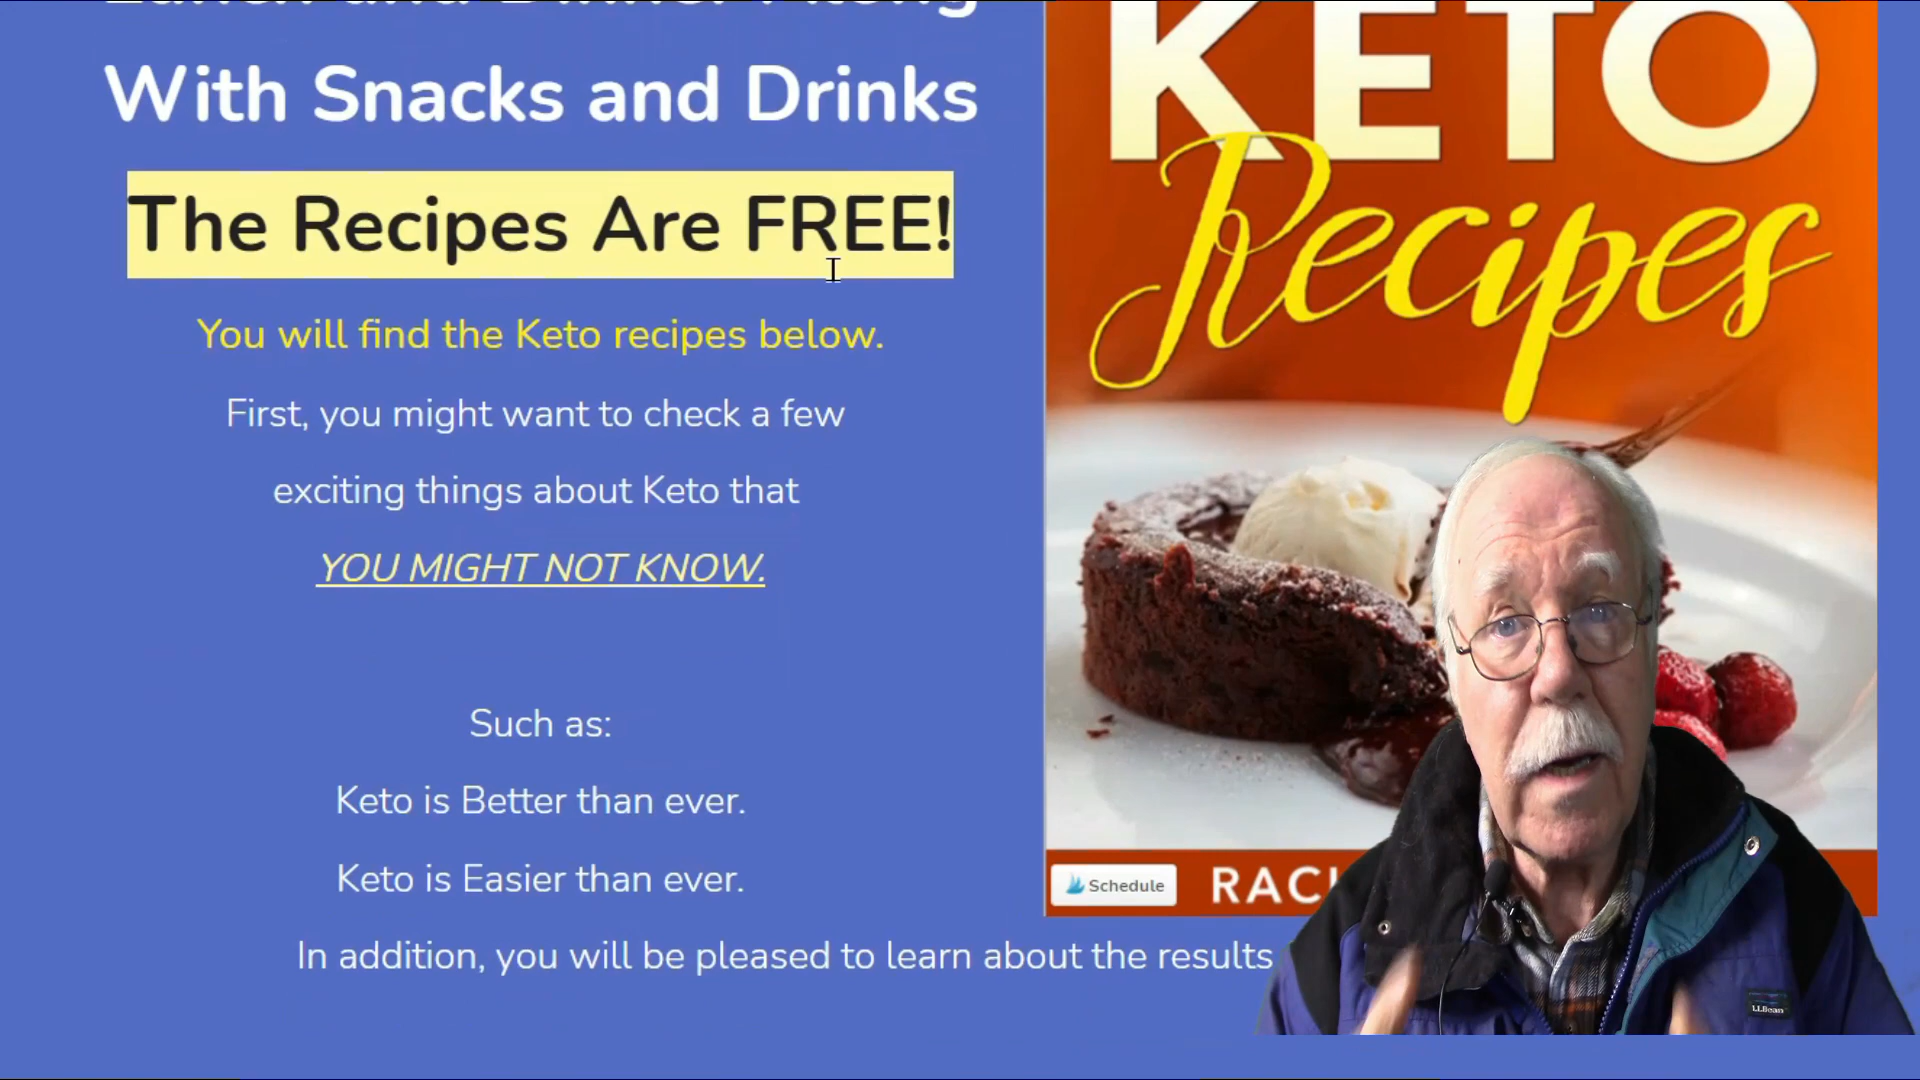 With Snacks and Drinks
The Recipes Are FREE!
You will find the Keto recipes below.
First, you might want to check a few
exciting things about Keto that
YOU MIGHT NOT KNOW.
Such as:
Keto is Better than ever.
Keto is Easier than ever.
In addition, you will be pleased to learn about the results
KETO
Recipes
Schedule
L.L.Bean